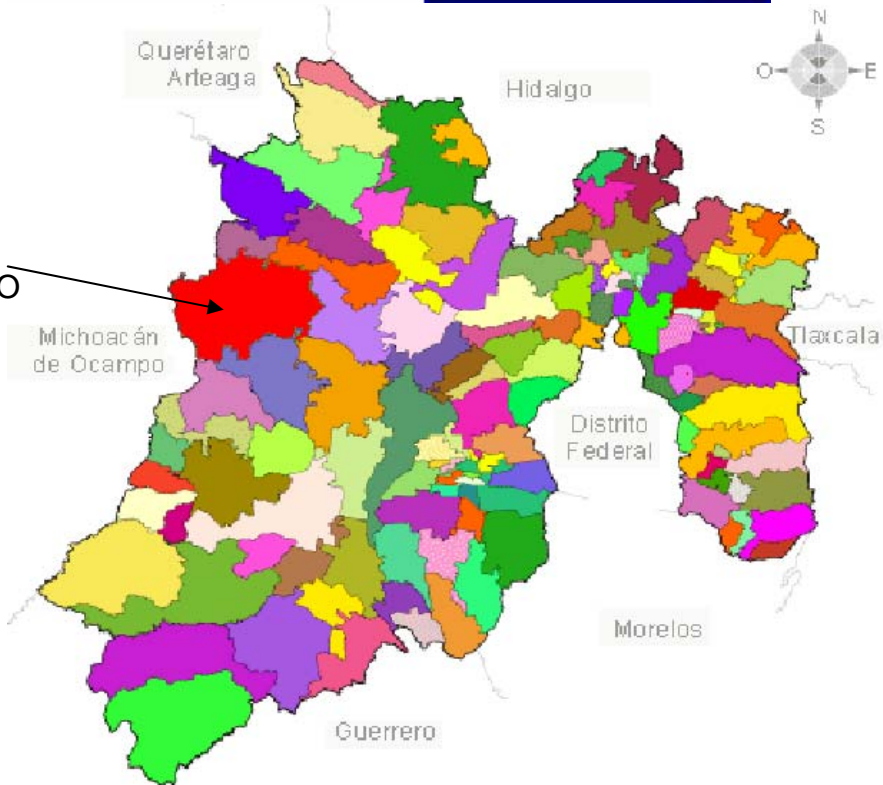 N
Querétaro
Arteaga
O
E
Hidalgo
S
O
Michoacán
de Ocampo
Tlaxcala
Distrito
Federal
Morelos
Guerrero